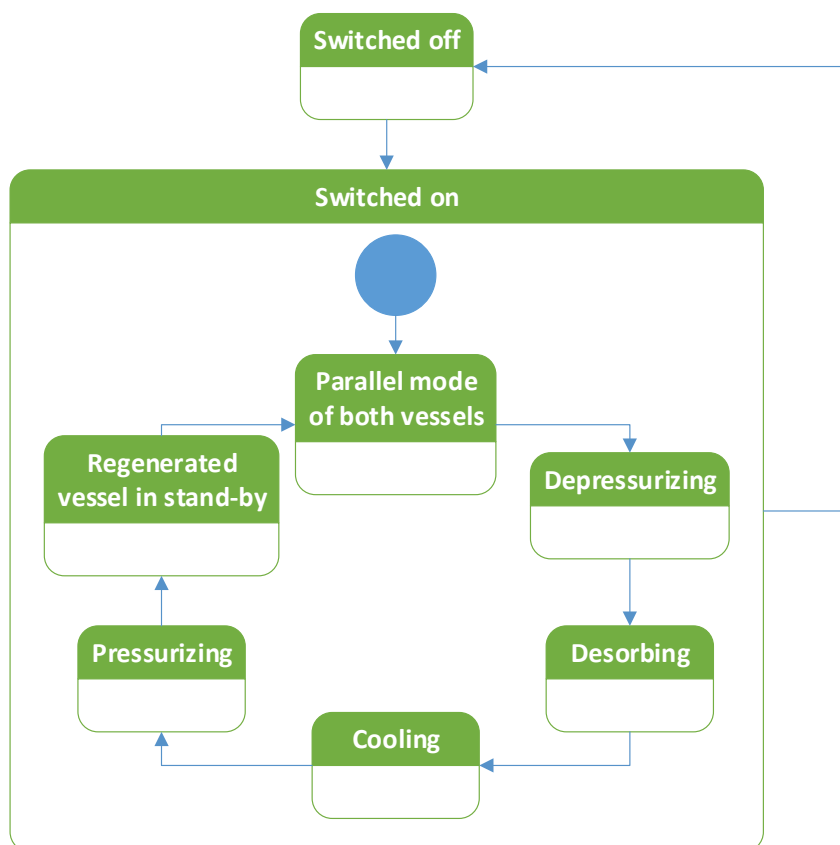 Switched off
Switched on
Parallel mode
of both vessels
Regenerated
vessel in stand-by
Depressurizing
Pressurizing
Desorbing
Cooling